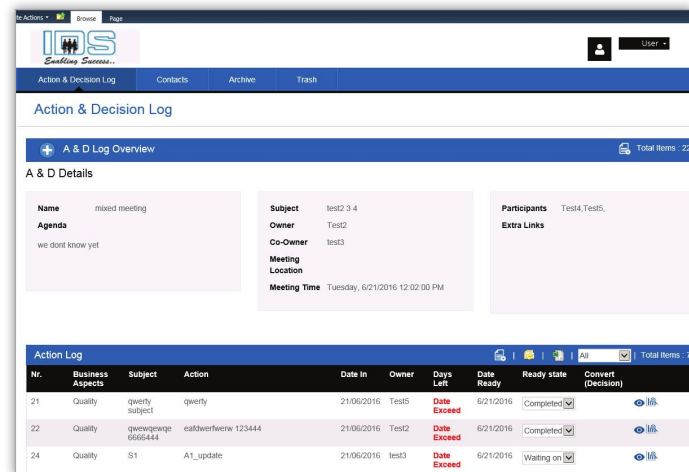 te Actions Browse Page
IDS
Enabling Success..
User
Action & Decision Log Contacts Archive Trash
Action & Decision Log
A & D Log Overview Total Items : 22
A & D Details
Name mixed meeting
Agenda
we dont know yet
Subject test2 3 4
Owner Test2
Co-Owner test3
Meeting
Location
Meeting Time Tuesday, 6/21/2016 12:02:00 PM
Participants Test4,Test5,
Extra Links
Action Log | | | All | Total Items : 7
Nr. Business Aspects Subject Action Date In Owner Days Left Date Ready Ready state Convert (Decision)
21 Quality qwerty subject qwerty 21/06/2016 Test5 Date Exceed 6/21/2016 Completed
22 Quality qwewqewqe 6666444 eafdwerfwerw 123444 21/06/2016 Test2 Date Exceed 6/21/2016 Completed
24 Quality S1 A1_update 21/06/2016 test3 Date Exceed 6/21/2016 Waiting on